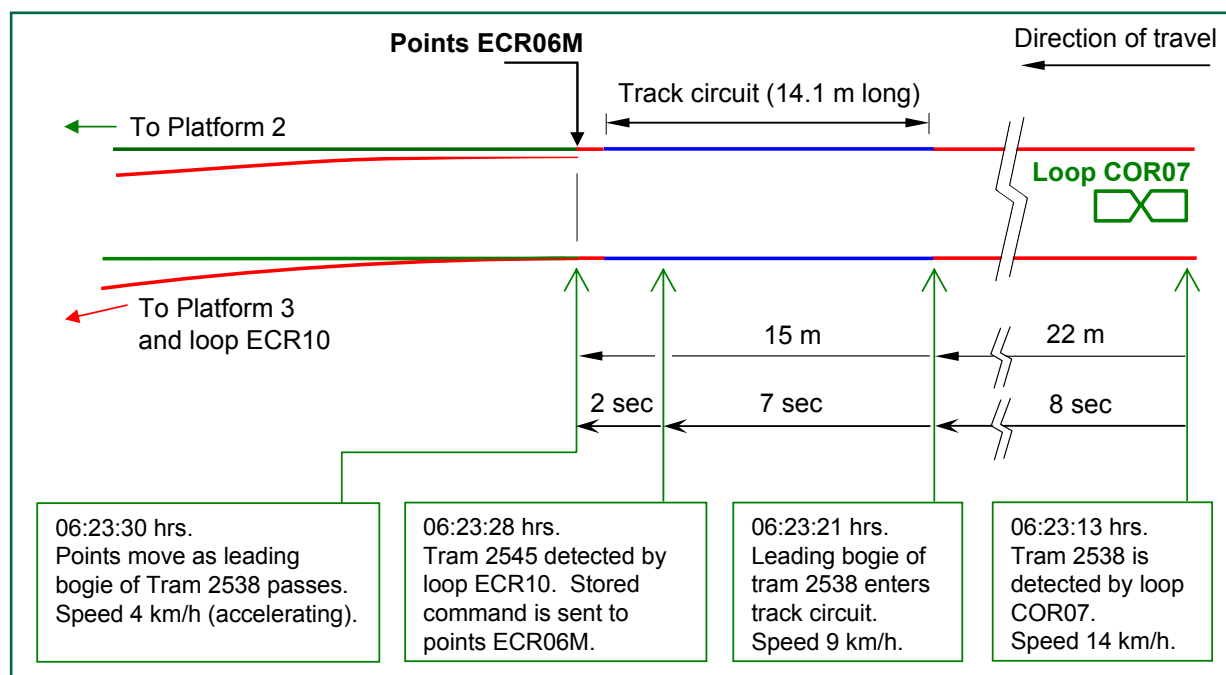 Points ECR06M
Direction of travel
Track circuit (14.1 m long)
To Platform 2
Loop COR07
To Platform 3
and loop ECR10
15 m
22 m
2 sec
7 sec
8 sec
06:23:30 hrs.
Points move as leading
bogie of Tram 2538 passes.
Speed 4 km/h (accelerating).
06:23:28 hrs.
Tram 2545 detected by
loop ECR10.  Stored
command is sent to
points ECR06M.
06:23:21 hrs.
Leading bogie of
tram 2538 enters
track circuit.
Speed 9 km/h.
06:23:13 hrs.
Tram 2538 is
detected by loop
COR07.
Speed 14 km/h.